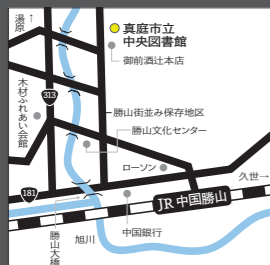 湯原 ↑
真庭市立
中央図書館
御前酒辻本店
313
木材ふれあい会館
勝山街並み保存地区
勝山文化センター
ローソン
久世→
181
JR 中国勝山
勝山大橋
旭川
中国銀行